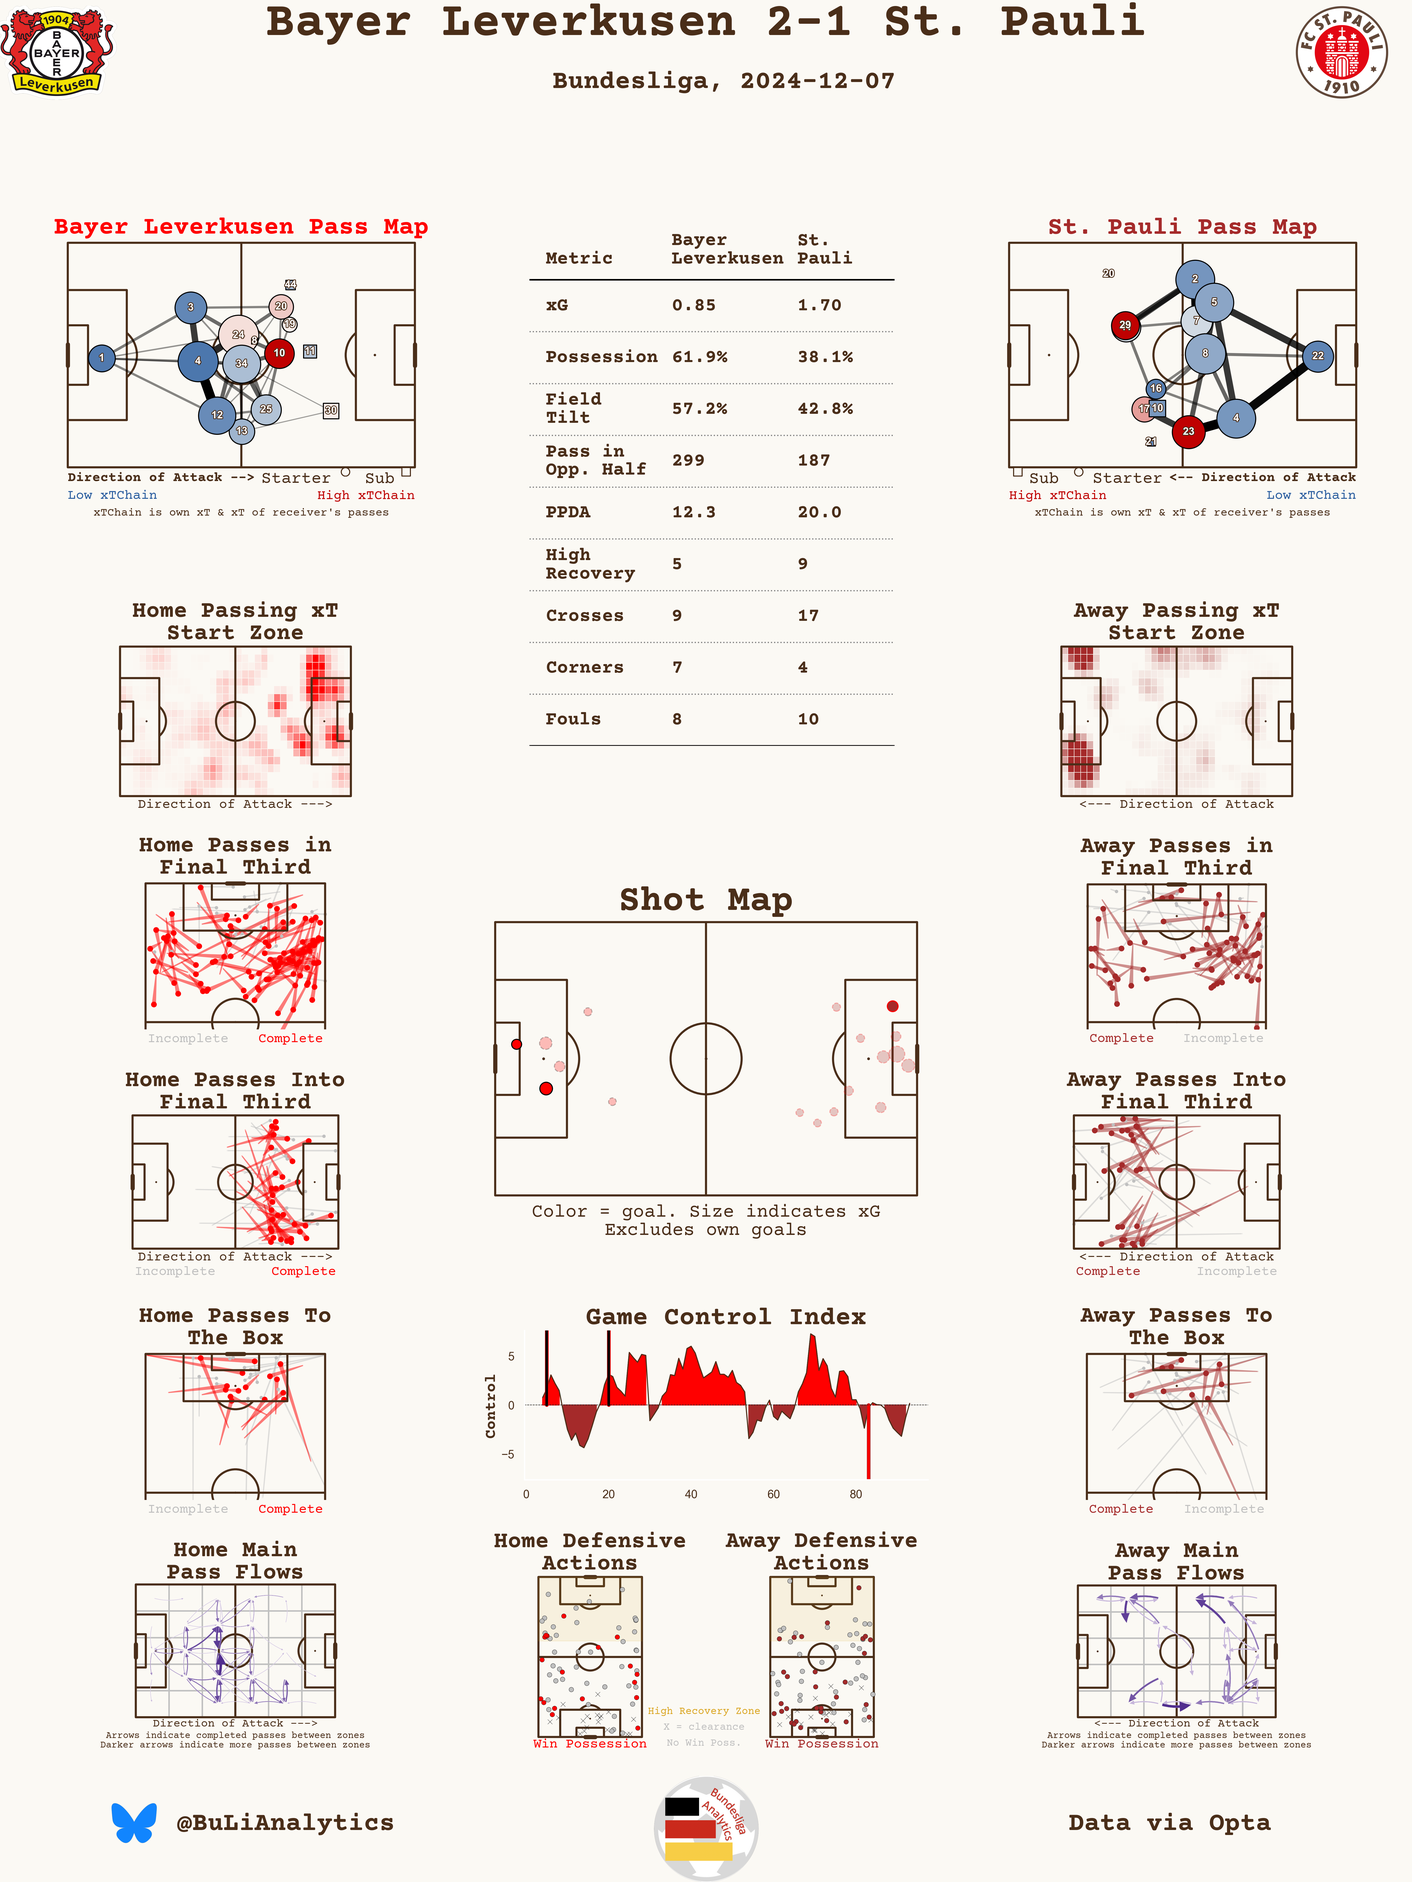 Bayer Leverkusen 2-1 St. Pauli
Bundesliga, 2024-12-07
1904
BAYER
BAYER
Leverkusen
FC ST. PAULI
1910
Bayer Leverkusen Pass Map
1
3
4
12
24
34
8
13
25
10
20
19
44
11
30
Direction of Attack --> Starter Sub
Low xTChain High xTChain
xTChain is own xT & xT of receiver's passes
Metric Bayer Leverkusen St. Pauli
xG 0.85 1.70
Possession 61.9% 38.1%
Field Tilt 57.2% 42.8%
Pass in Opp. Half 299 187
PPDA 12.3 20.0
High Recovery 5 9
Crosses 9 17
Corners 7 4
Fouls 8 10
St. Pauli Pass Map
20
2
5
7
29
8
22
16
17
10
4
23
21
Sub Starter <-- Direction of Attack
High xTChain Low xTChain
xTChain is own xT & xT of receiver's passes
Home Passing xT
Start Zone
Direction of Attack --->
Away Passing xT
Start Zone
<--- Direction of Attack
Home Passes in
Final Third
Incomplete Complete
Away Passes in
Final Third
Complete Incomplete
Shot Map
Color = goal. Size indicates xG
Excludes own goals
Home Passes Into
Final Third
Direction of Attack --->
Incomplete Complete
Away Passes Into
Final Third
<--- Direction of Attack
Complete Incomplete
Home Passes To
The Box
Incomplete Complete
Game Control Index
Control
5
0
−5
0 20 40 60 80
Away Passes To
The Box
Complete Incomplete
Home Main
Pass Flows
Direction of Attack --->
Arrows indicate completed passes between zones
Darker arrows indicate more passes between zones
Home Defensive
Actions
Win Possession
Away Defensive
Actions
Win Possession
High Recovery Zone
X = clearance
No Win Poss.
Away Main
Pass Flows
<--- Direction of Attack
Arrows indicate completed passes between zones
Darker arrows indicate more passes between zones
@BuLiAnalytics
Bundesliga
Analytics
Data via Opta